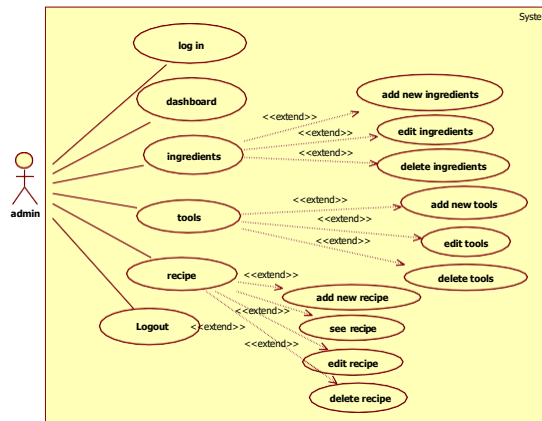 Syste
log in
dashboard
add new ingredients
<<extend>>
edit ingredients
<<extend>>
ingredients
<<extend>>
delete ingredients
admin
add new tools
<<extend>>
tools
<<extend>>
edit tools
<<extend>>
delete tools
recipe
<<extend>>
add new recipe
<<extend>>
see recipe
Logout
<<extend>>
<<extend>>
edit recipe
delete recipe